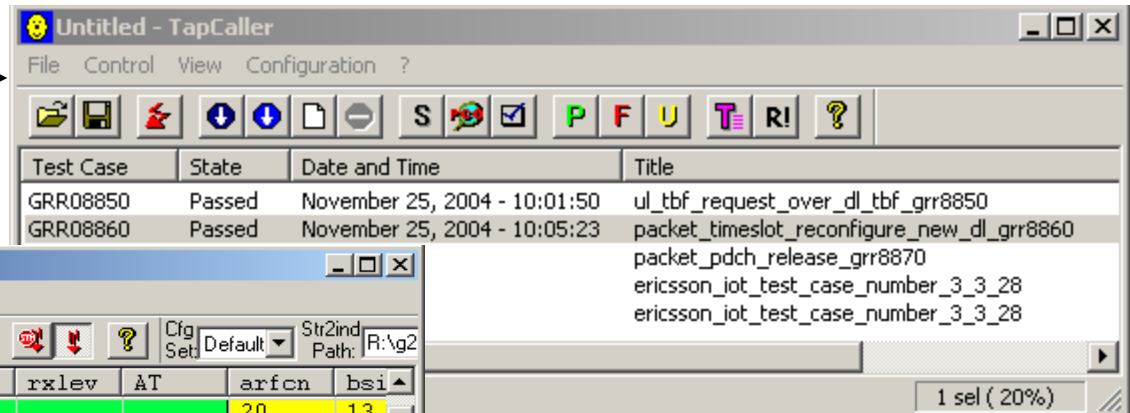 Untitled - TapCaller
File Control View Configuration ?
S P F U T R! ?
Test Case State Date and Time Title
GRR08850 Passed November 25, 2004 - 10:01:50 ul_tbf_request_over_dl_tbf_grr8850
GRR08860 Passed November 25, 2004 - 10:05:23 packet_timeslot_reconfigure_new_dl_grr8860
packet_pdch_release_grr8870
ericsson_iot_test_case_number_3_3_28
ericsson_iot_test_case_number_3_3_28
? Cfg Set: Default Str2ind Path: R:\g2
rxlev AT arfcn bsi
20 13
1 sel ( 20%)